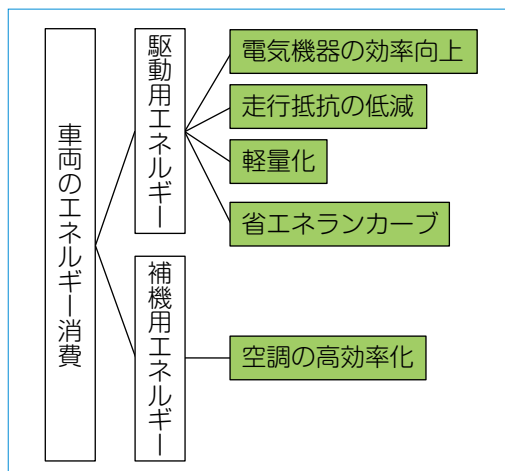 車両のエネルギー消費
駆動用エネルギー
電気機器の効率向上
走行抵抗の低減
軽量化
省エネランカーブ
補機用エネルギー
空調の高効率化